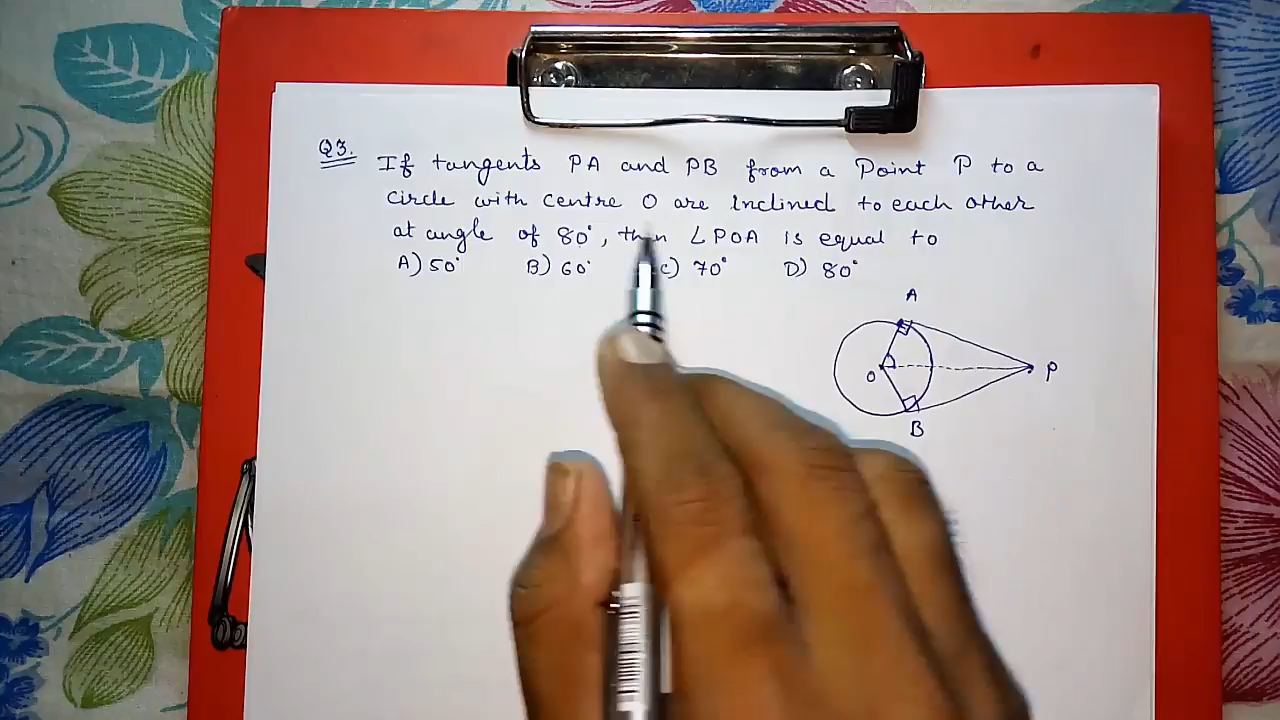 Q3.
If tangents PA and PB from a Point P to a
circle with centre O are Inclined to each other
at angle of 80°, then ∠POA is equal to
A) 50° B) 60° C) 70° D) 80°
A
O
P
B